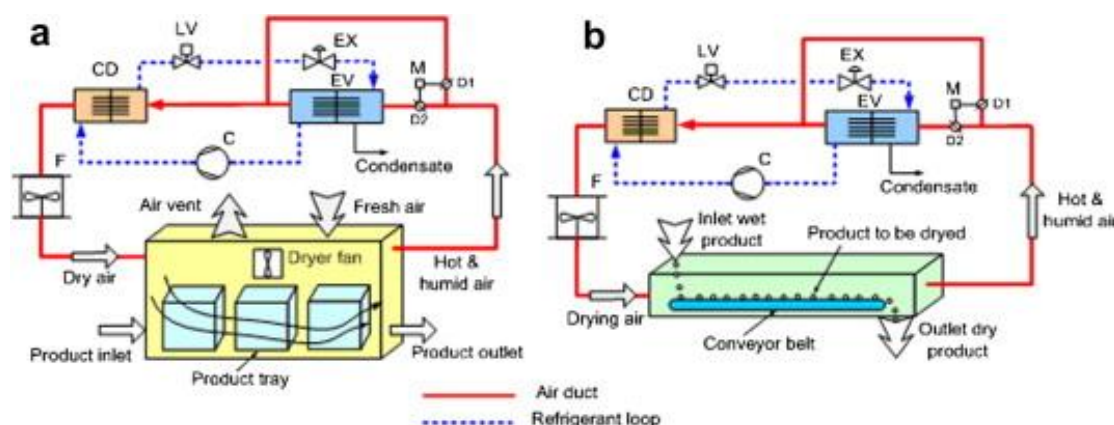 a
LV
EX
CD
EV
M
D1
D2
C
F
Condensate
Air vent
Fresh air
Dryer fan
Dry air
Hot &
humid air
Product inlet
Product outlet
Product tray
b
LV
EX
CD
EV
M
D1
D2
C
F
Condensate
Hot &
humid air
Inlet wet
product
Product to be dryed
Drying air
Conveyor belt
Outlet dry
product
Air duct
Refrigerant loop